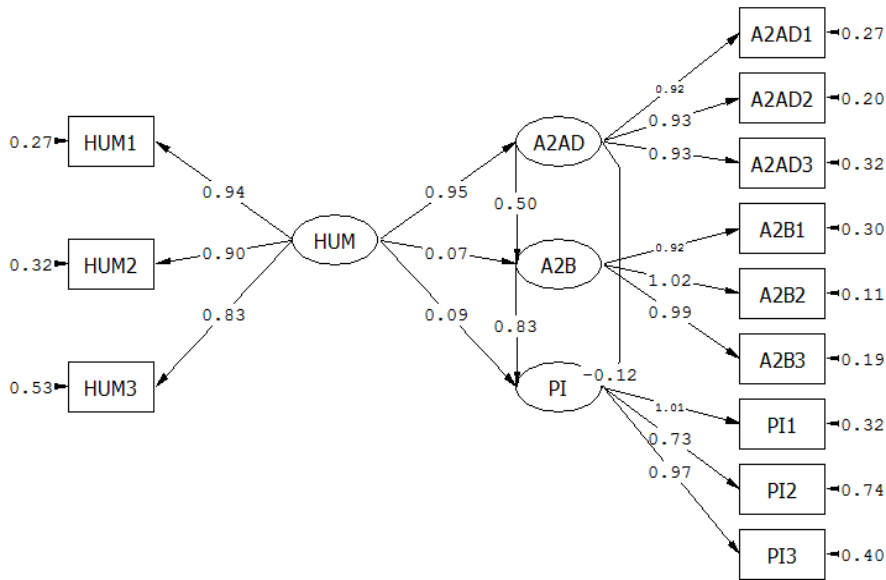 A2AD1
0.27
0.92
A2AD2
0.20
0.93
HUM1
0.27
A2AD
0.93
A2AD3
0.32
0.94
0.95
0.50
A2B1
0.30
0.92
HUM
HUM2
0.32
0.90
0.07
A2B
1.02
A2B2
0.11
0.83
0.09
0.83
0.99
A2B3
0.19
HUM3
0.53
PI
-0.12
1.01
PI1
0.32
0.73
0.97
PI2
0.74
PI3
0.40